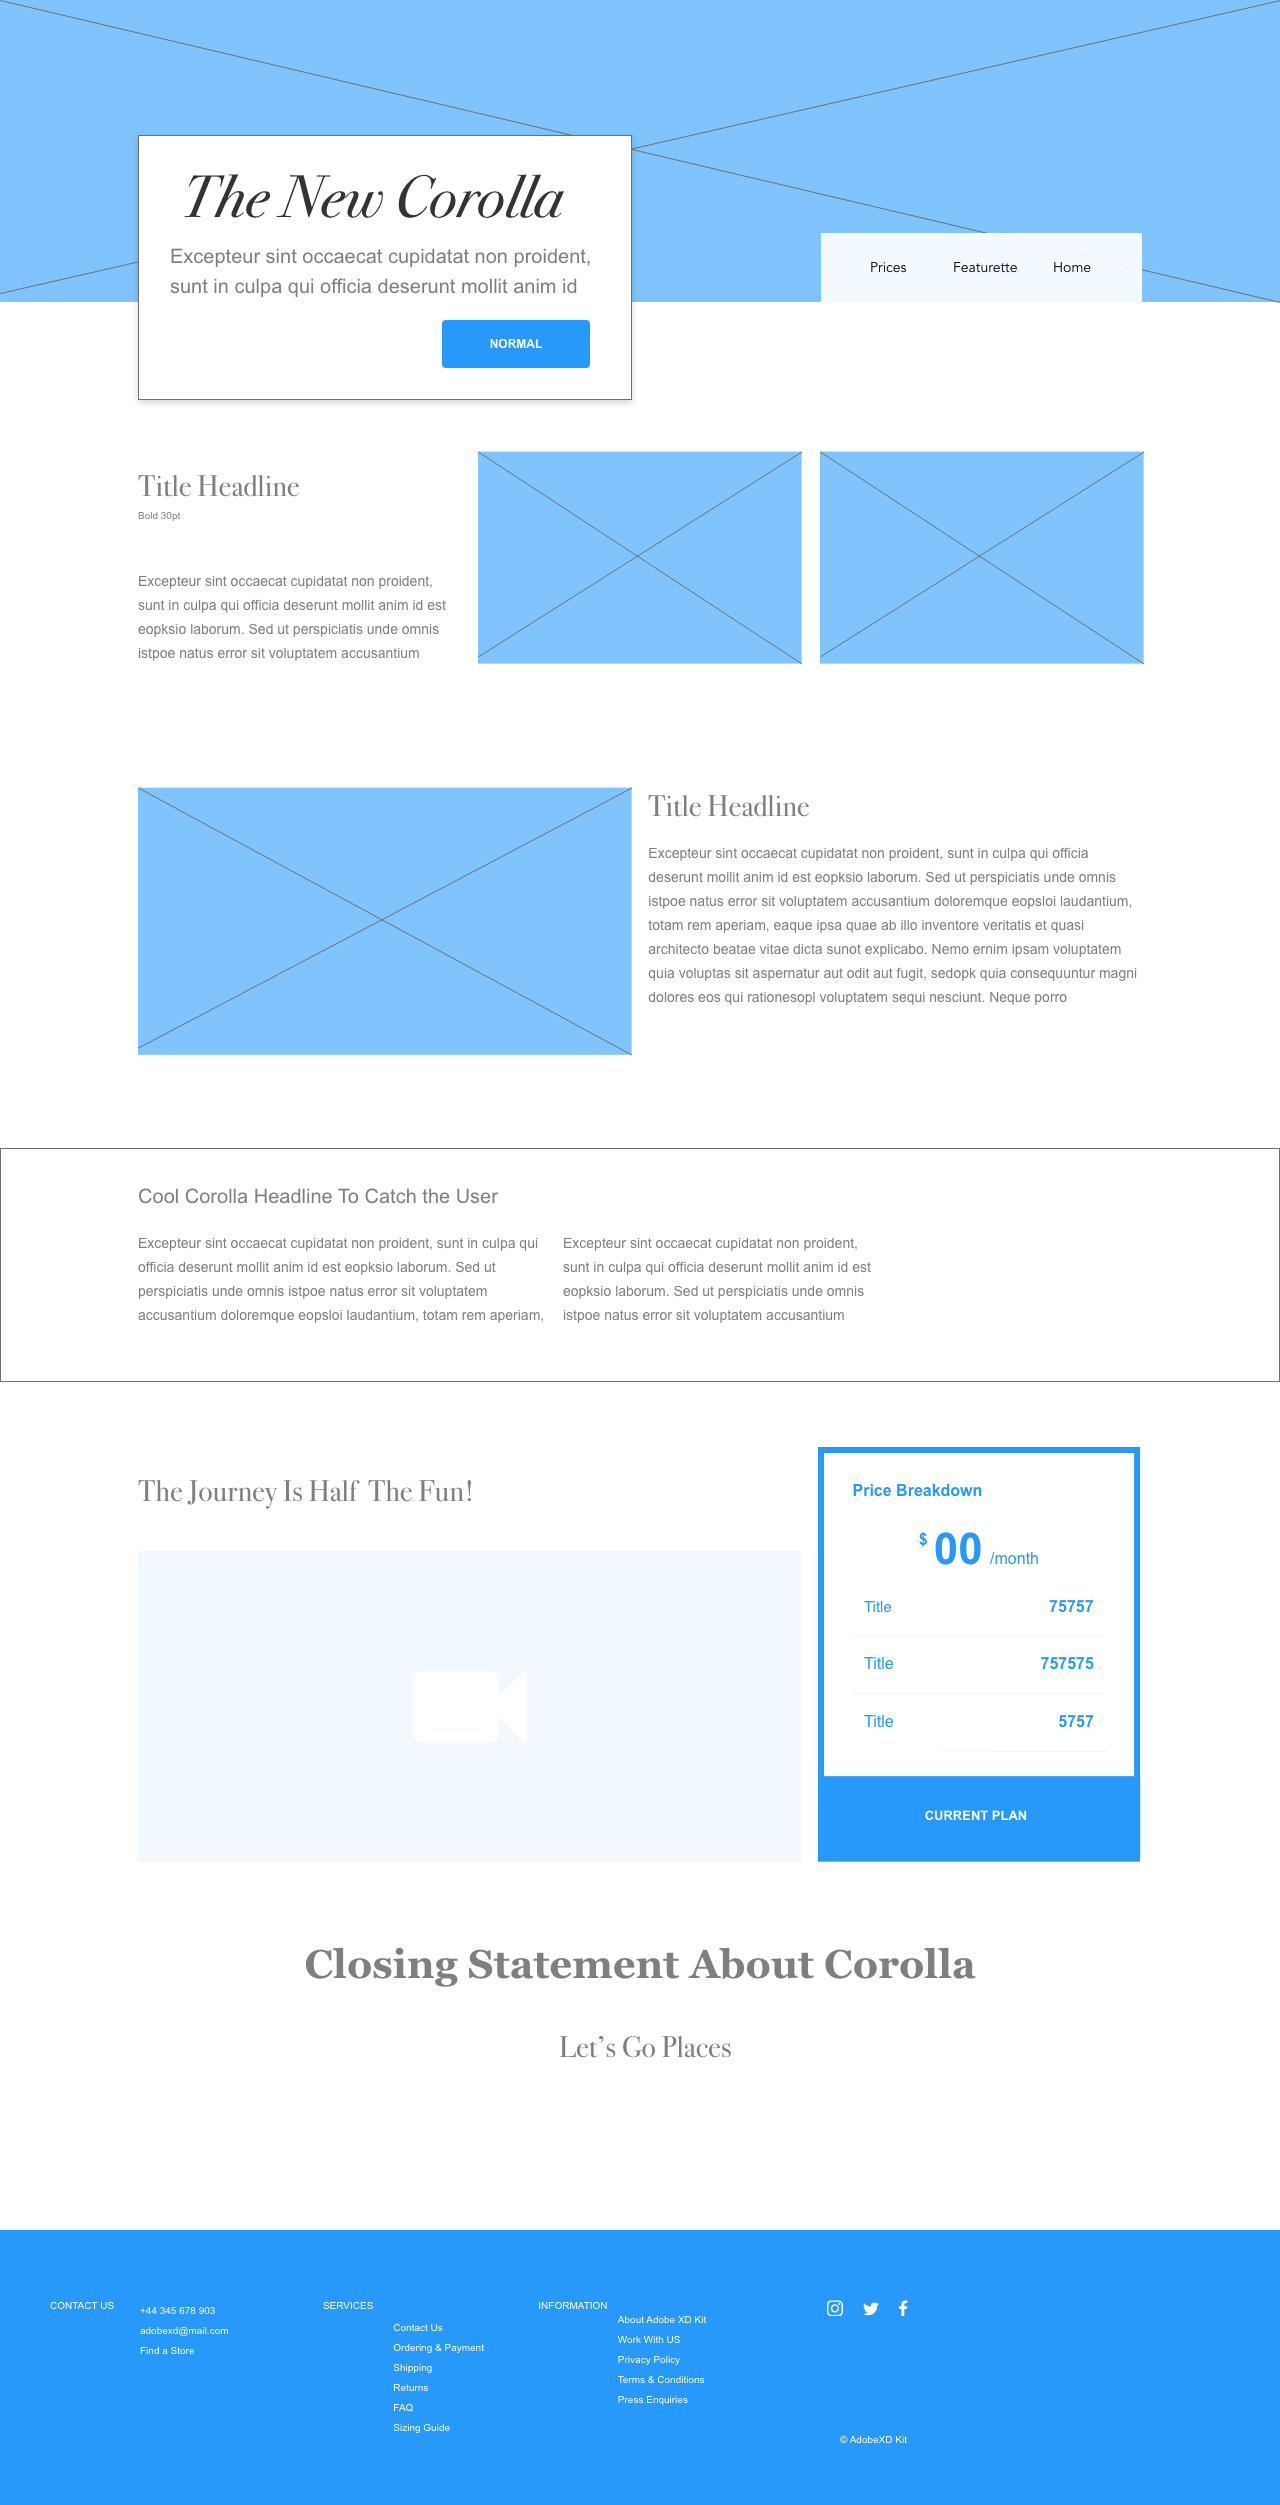 The New Corolla
Excepteur sint occaecat cupidatat non proident,
sunt in culpa qui officia deserunt mollit anim id
NORMAL
Prices Featurette Home
Title Headline
Bold 30pt
Excepteur sint occaecat cupidatat non proident,
sunt in culpa qui officia deserunt mollit anim id est
eopksio laborum. Sed ut perspiciatis unde omnis
istpoe natus error sit voluptatem accusantium
Title Headline
Excepteur sint occaecat cupidatat non proident, sunt in culpa qui officia
deserunt mollit anim id est eopksio laborum. Sed ut perspiciatis unde omnis
istpoe natus error sit voluptatem accusantium doloremque eopsloi laudantium,
totam rem aperiam, eaque ipsa quae ab illo inventore veritatis et quasi
architecto beatae vitae dicta sunot explicabo. Nemo ernim ipsam voluptatem
quia voluptas sit aspernatur aut odit aut fugit, sedopk quia consequuntur magni
dolores eos qui rationesopl voluptatem sequi nesciunt. Neque porro
Cool Corolla Headline To Catch the User
Excepteur sint occaecat cupidatat non proident, sunt in culpa qui
officia deserunt mollit anim id est eopksio laborum. Sed ut
perspiciatis unde omnis istpoe natus error sit voluptatem
accusantium doloremque eopsloi laudantium, totam rem aperiam,
Excepteur sint occaecat cupidatat non proident,
sunt in culpa qui officia deserunt mollit anim id est
eopksio laborum. Sed ut perspiciatis unde omnis
istpoe natus error sit voluptatem accusantium
The Journey Is Half The Fun!
Price Breakdown
$ 00 /month
Title 75757
Title 757575
Title 5757
CURRENT PLAN
Closing Statement About Corolla
Let’s Go Places
CONTACT US
+44 345 678 903
adobexd@mail.com
Find a Store
SERVICES
Contact Us
Ordering & Payment
Shipping
Returns
FAQ
Sizing Guide
INFORMATION
About Adobe XD Kit
Work With US
Privacy Policy
Terms & Conditions
Press Enquiries
© AdobeXD Kit